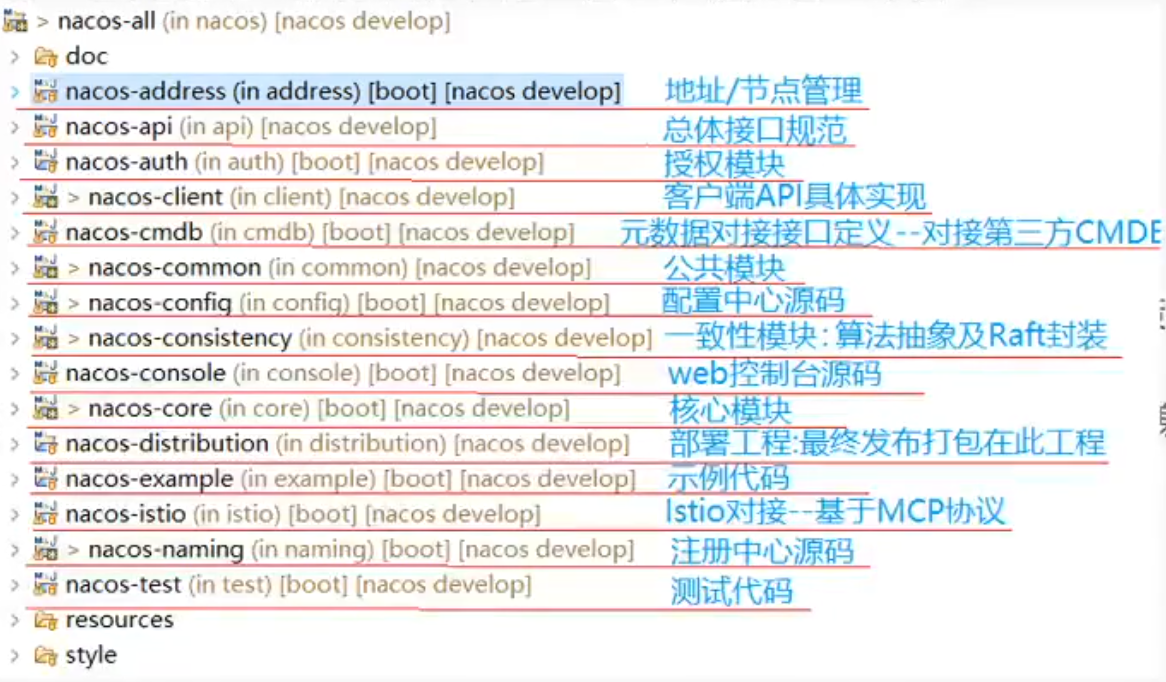 > nacos-all (in nacos) [nacos develop]
> doc
> nacos-address (in address) [boot] [nacos develop] 地址/节点管理
> nacos-api (in api) [nacos develop] 总体接口规范
> nacos-auth (in auth) [boot] [nacos develop] 授权模块
> > nacos-client (in client) [nacos develop] 客户端API具体实现
> nacos-cmdb (in cmdb) [boot] [nacos develop] 元数据对接接口定义--对接第三方CMDE
> > nacos-common (in common) [nacos develop] 公共模块
> > nacos-config (in config) [boot] [nacos develop] 配置中心源码
> > nacos-consistency (in consistency) [nacos develop] 一致性模块: 算法抽象及Raft封装
> nacos-console (in console) [boot] [nacos develop] web控制台源码
> > nacos-core (in core) [boot] [nacos develop] 核心模块
> nacos-distribution (in distribution) [nacos develop] 部署工程:最终发布打包在此工程
> nacos-example (in example) [boot] [nacos develop] 示例代码
> nacos-istio (in istio) [boot] [nacos develop] Istio对接--基于MCP协议
> > nacos-naming (in naming) [boot] [nacos develop] 注册中心源码
> nacos-test (in test) [boot] [nacos develop] 测试代码
> resources
> style